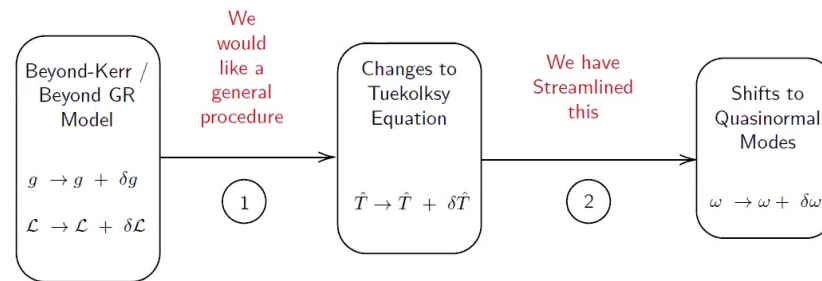 Beyond-Kerr /
Beyond GR
Model
g → g + δg
ℒ → ℒ + δℒ
We
would
like a
general
procedure
1
Changes to
Tuekolksy
Equation
T̂ → T̂ + δT̂
We have
Streamlined
this
2
Shifts to
Quasinormal
Modes
ω → ω + δω